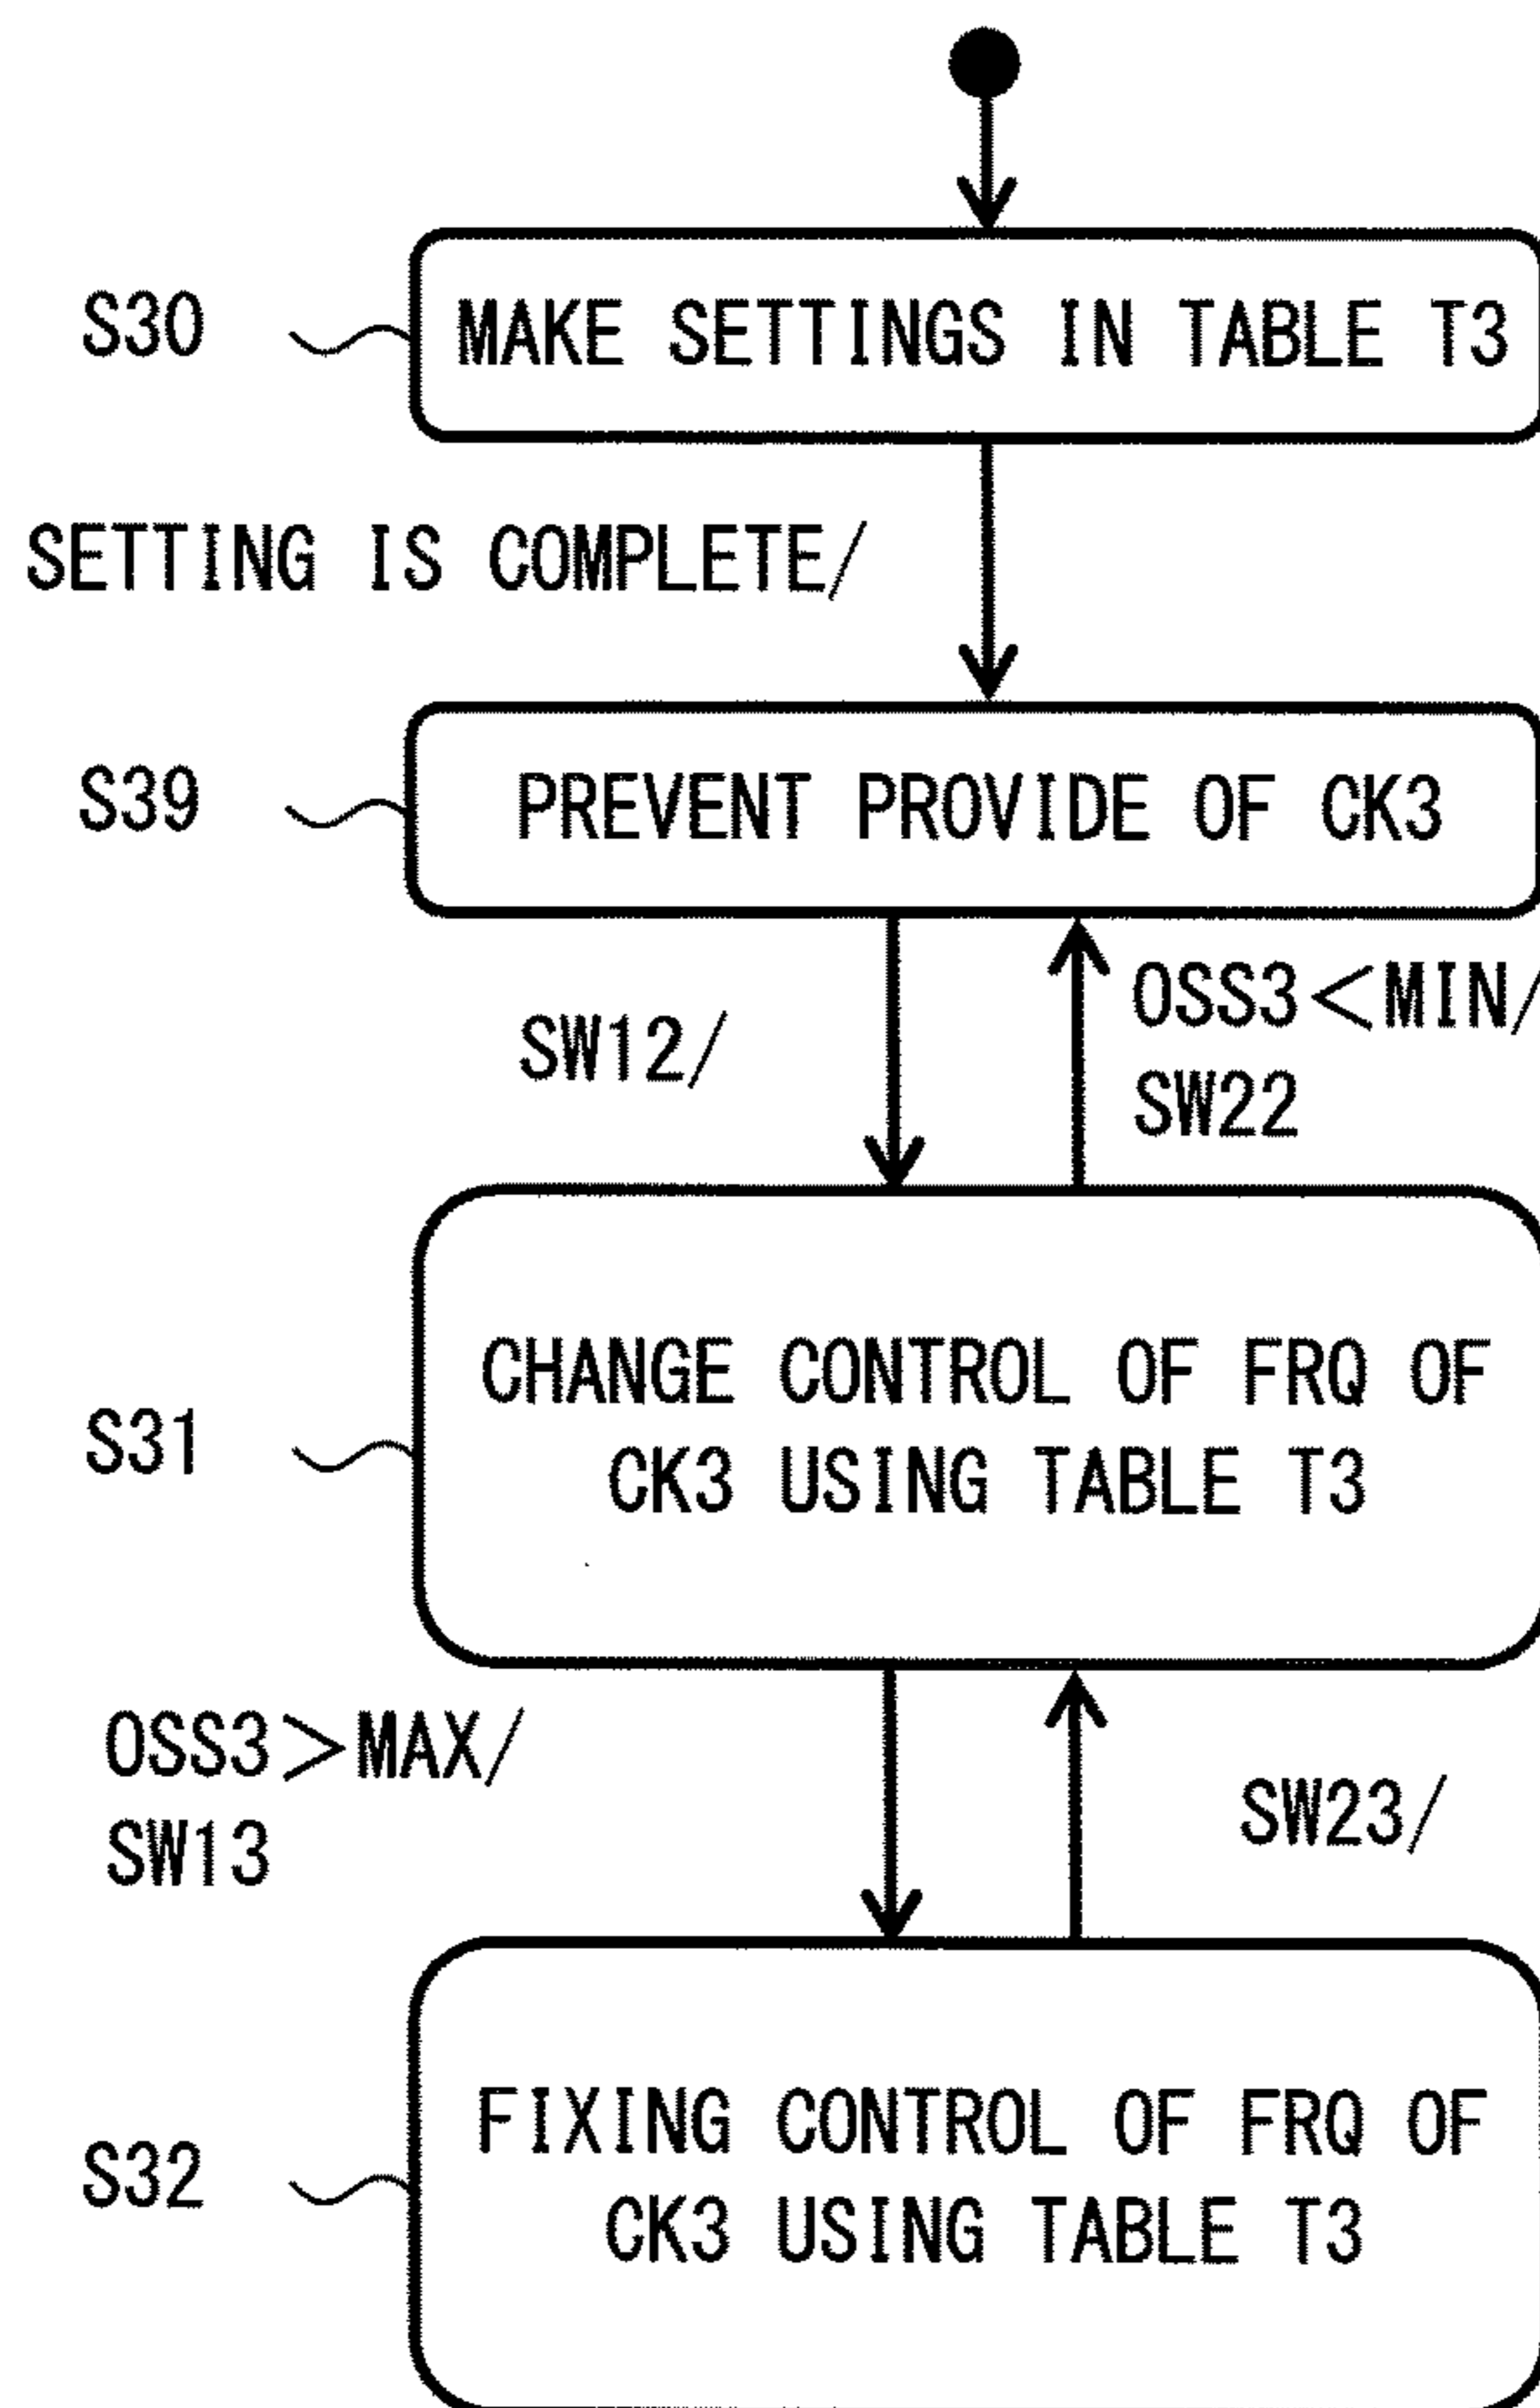 S30
MAKE SETTINGS IN TABLE T3
SETTING IS COMPLETE/
S39
PREVENT PROVIDE OF CK3
SW12/
OSS3<MIN/
SW22
S31
CHANGE CONTROL OF FRQ OF
CK3 USING TABLE T3
OSS3>MAX/
SW13
SW23/
S32
FIXING CONTROL OF FRQ OF
CK3 USING TABLE T3